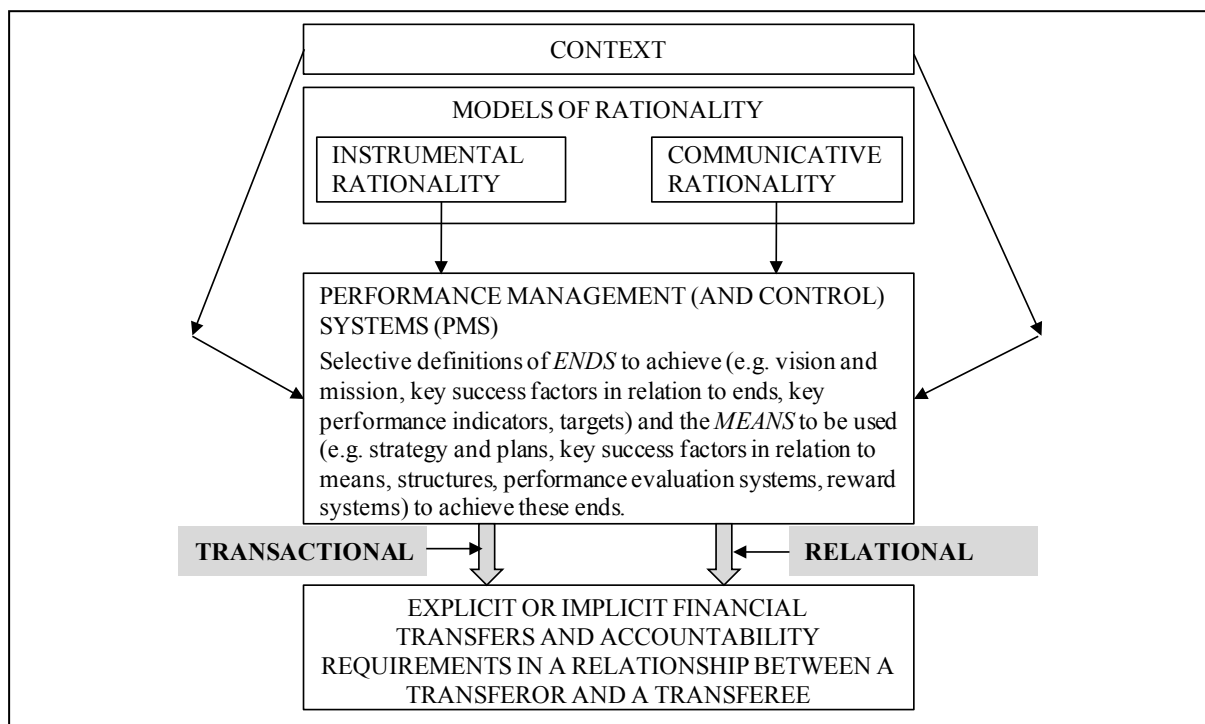 CONTEXT
MODELS OF RATIONALITY
INSTRUMENTAL
RATIONALITY
COMMUNICATIVE
RATIONALITY
PERFORMANCE MANAGEMENT (AND CONTROL)
SYSTEMS (PMS)
Selective definitions of ENDS to achieve (e.g. vision and
mission, key success factors in relation to ends, key
performance indicators, targets) and the MEANS to be used
(e.g. strategy and plans, key success factors in relation to
means, structures, performance evaluation systems, reward
systems) to achieve these ends.
TRANSACTIONAL
RELATIONAL
EXPLICIT OR IMPLICIT FINANCIAL
TRANSFERS AND ACCOUNTABILITY
REQUIREMENTS IN A RELATIONSHIP BETWEEN A
TRANSFEROR AND A TRANSFEREE